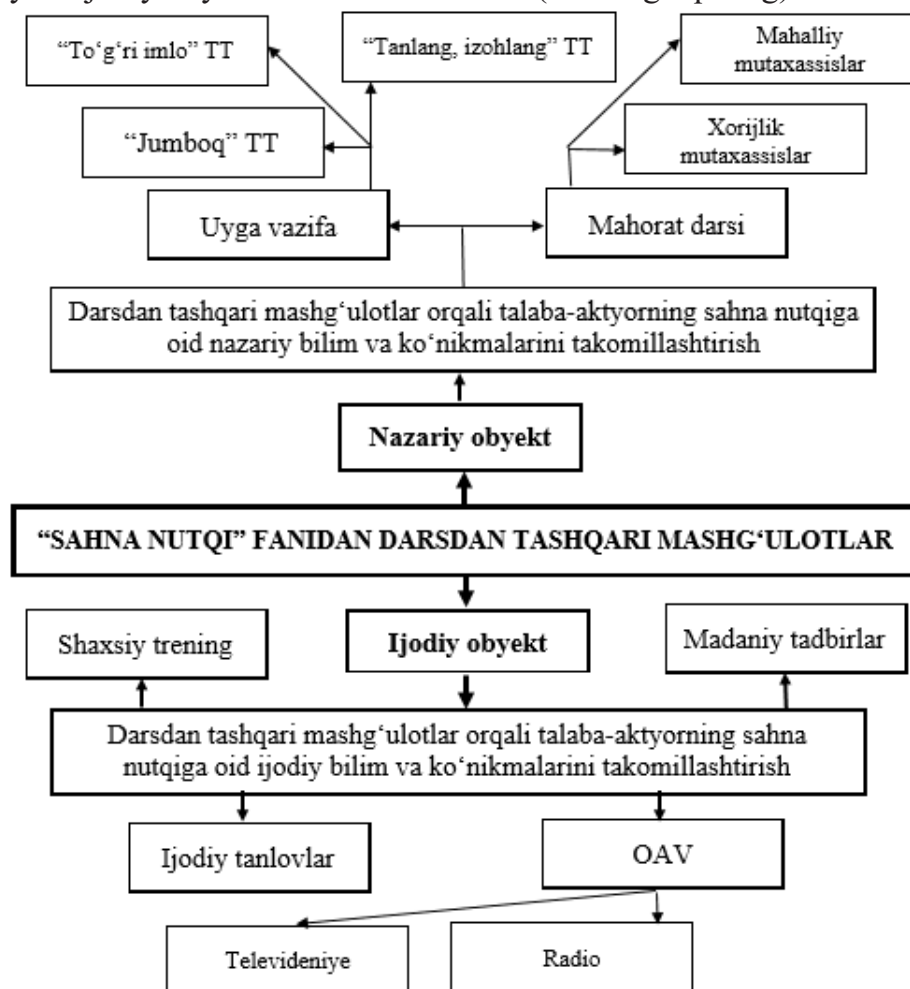 “To‘g‘ri imlo” TT
“Tanlang, izohlang” TT
Mahalliy
mutaxassislar
“Jumboq” TT
Xorijlik
mutaxassislar
Uyga vazifa
Mahorat darsi
Darsdan tashqari mashg‘ulotlar orqali talaba-aktyorning sahna nutqiga
oid nazariy bilim va ko‘nikmalarini takomillashtirish
Nazariy obyekt
“SAHNA NUTQI” FANIDAN DARSDAN TASHQARI MASHG‘ULOTLAR
Shaxsiy trening
Ijodiy obyekt
Madaniy tadbirlar
Darsdan tashqari mashg‘ulotlar orqali talaba-aktyorning sahna
nutqiga oid ijodiy bilim va ko‘nikmalarini takomillashtirish
Ijodiy tanlovlar
OAV
Televideniye
Radio